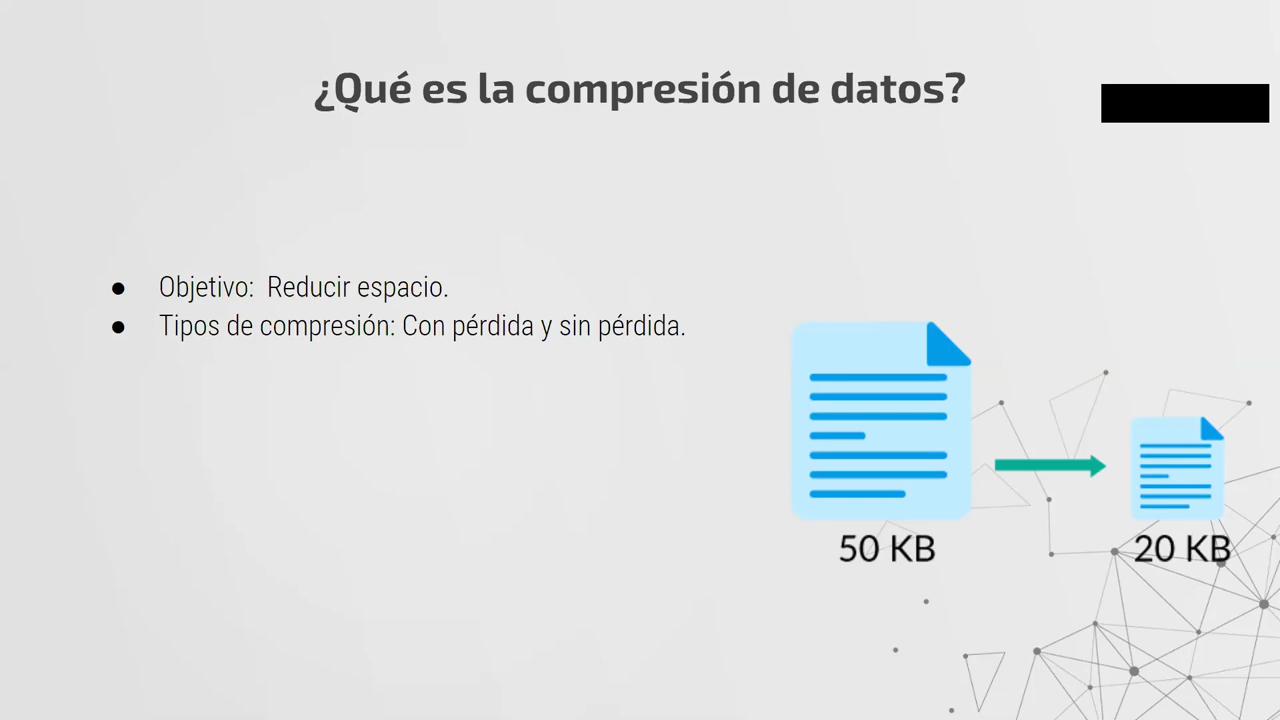 ¿Qué es la compresión de datos?
● Objetivo:  Reducir espacio.
● Tipos de compresión: Con pérdida y sin pérdida.
50 KB
20 KB